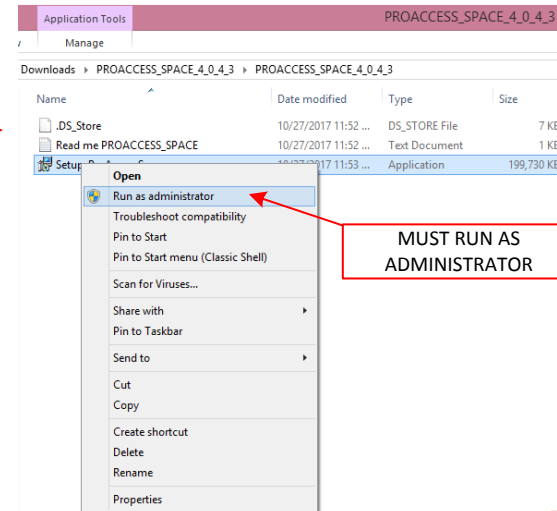 Application Tools PROACCESS_SPACE_4_0_4_3
Manage
Downloads PROACCESS_SPACE_4_0_4_3 PROACCESS_SPACE_4_0_4_3
Name Date modified Type Size
.DS_Store 10/27/2017 11:52 ... DS_STORE File 7 KB
Read me PROACCESS_SPACE 10/27/2017 11:52 ... Text Document 1 KB
10/27/2017 11:53 ... Application 199,730 KB
Open
Run as administrator
Troubleshoot compatibility
Pin to Start
Pin to Start menu (Classic Shell)
Scan for Viruses...
Share with
Pin to Taskbar
Send to
Cut
Copy
Create shortcut
Delete
Rename
Properties
MUST RUN AS
ADMINISTRATOR